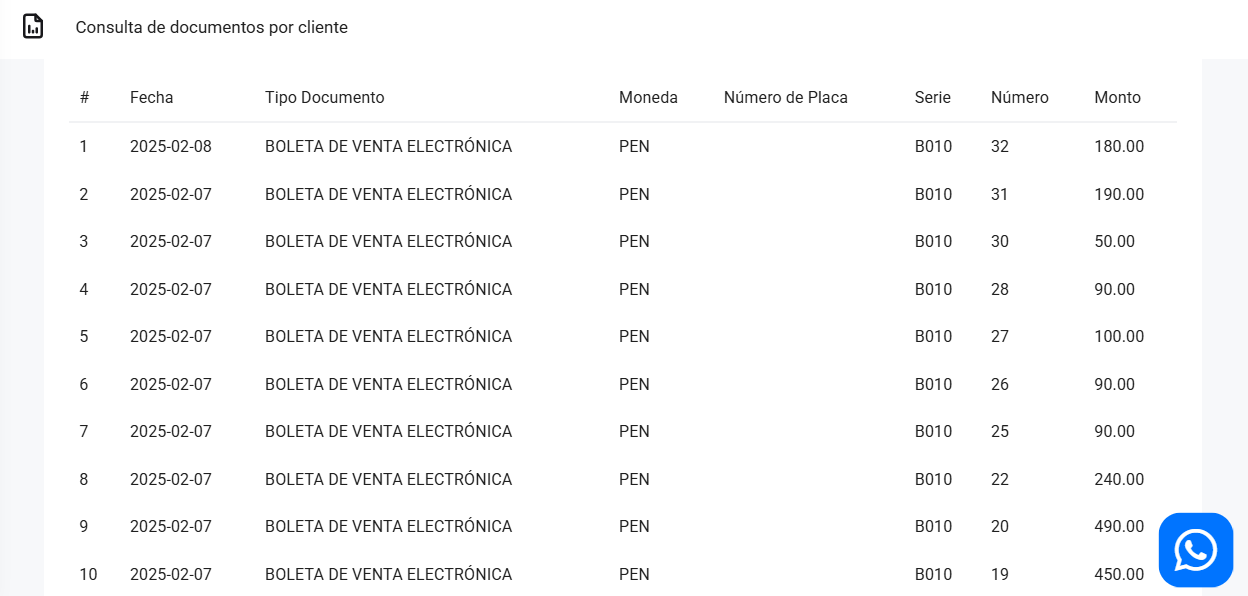 Consulta de documentos por cliente
# Fecha Tipo Documento Moneda Número de Placa Serie Número Monto
1 2025-02-08 BOLETA DE VENTA ELECTRÓNICA PEN B010 32 180.00
2 2025-02-07 BOLETA DE VENTA ELECTRÓNICA PEN B010 31 190.00
3 2025-02-07 BOLETA DE VENTA ELECTRÓNICA PEN B010 30 50.00
4 2025-02-07 BOLETA DE VENTA ELECTRÓNICA PEN B010 28 90.00
5 2025-02-07 BOLETA DE VENTA ELECTRÓNICA PEN B010 27 100.00
6 2025-02-07 BOLETA DE VENTA ELECTRÓNICA PEN B010 26 90.00
7 2025-02-07 BOLETA DE VENTA ELECTRÓNICA PEN B010 25 90.00
8 2025-02-07 BOLETA DE VENTA ELECTRÓNICA PEN B010 22 240.00
9 2025-02-07 BOLETA DE VENTA ELECTRÓNICA PEN B010 20 490.00
10 2025-02-07 BOLETA DE VENTA ELECTRÓNICA PEN B010 19 450.00